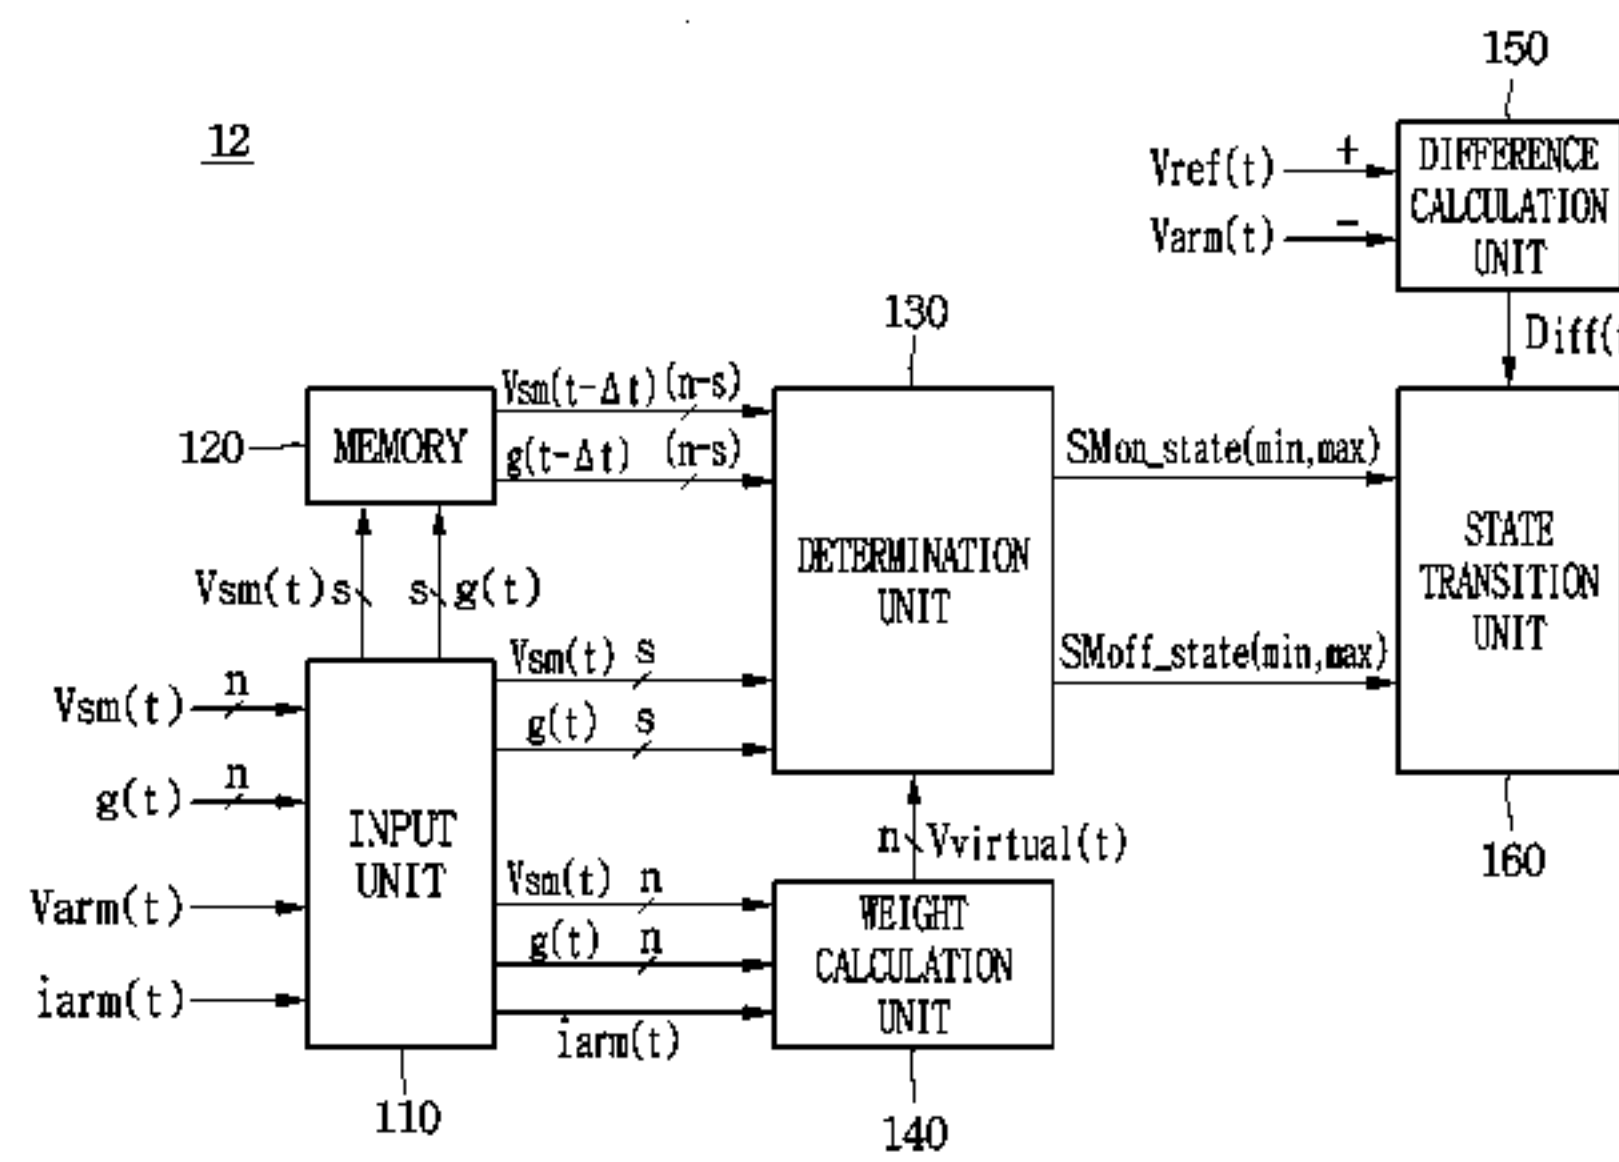 150
12
Vref(t) +
Varm(t) -
DIFFERENCE
CALCULATION
UNIT
130
Diff(
Vsm(t-Δt) (n-s)
g(t-Δt) (n-s)
120
MEMORY
SMon_state(min,max)
DETERMINATION
UNIT
STATE
TRANSITION
UNIT
Vsm(t) s
s g(t)
Vsm(t) s
g(t) s
SMoff_state(min,max)
Vsm(t) n
g(t) n
Varm(t)
iarm(t)
INPUT
UNIT
n Vvirtual(t)
160
Vsm(t) n
g(t) n
iarm(t)
WEIGHT
CALCULATION
UNIT
110
140